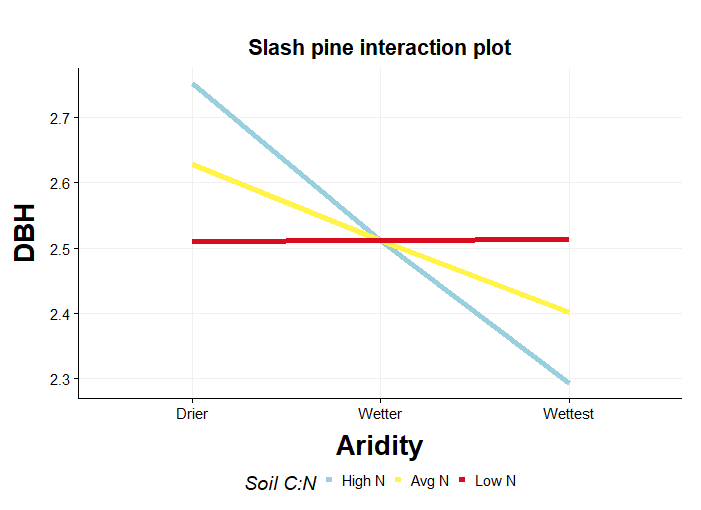 Slash pine interaction plot
DBH
2.7
2.6
2.5
2.4
2.3
Drier Wetter Wettest
Aridity
Soil C:N High N Avg N Low N